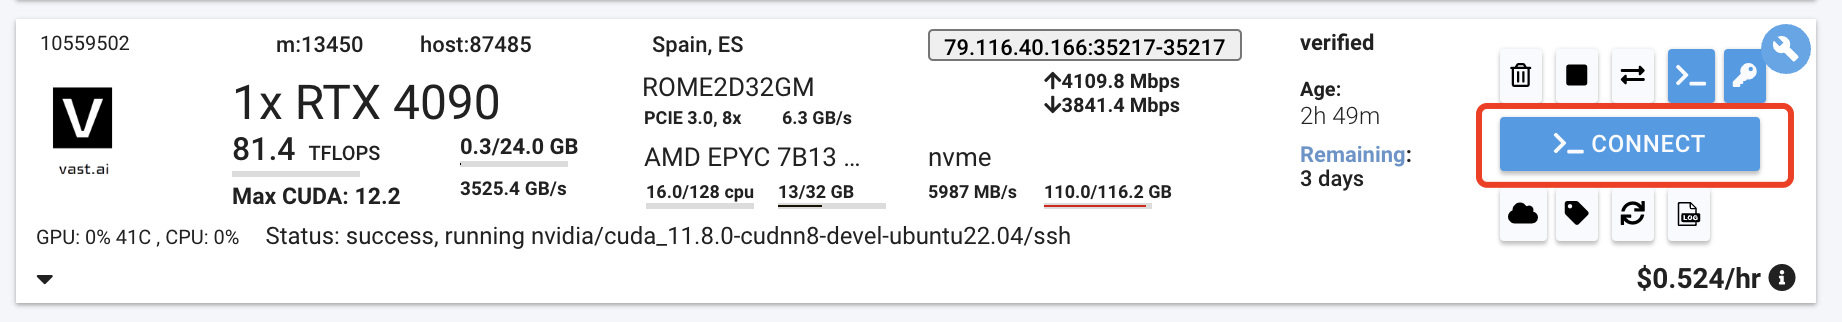 10559502
m:13450
host:87485
Spain, ES
79.116.40.166:35217-35217
verified
V
vast.ai
1x RTX 4090
81.4 TFLOPS
Max CUDA: 12.2
0.3/24.0 GB
3525.4 GB/s
ROME2D32GM
PCIE 3.0, 8x 6.3 GB/s
AMD EPYC 7B13 ...
16.0/128 cpu 13/32 GB
↑4109.8 Mbps
↓3841.4 Mbps
nvme
5987 MB/s 110.0/116.2 GB
Age:
2h 49m
Remaining:
3 days
>_ CONNECT
LOG
GPU: 0% 41C , CPU: 0%
Status: success, running nvidia/cuda_11.8.0-cudnn8-devel-ubuntu22.04/ssh
$0.524/hr